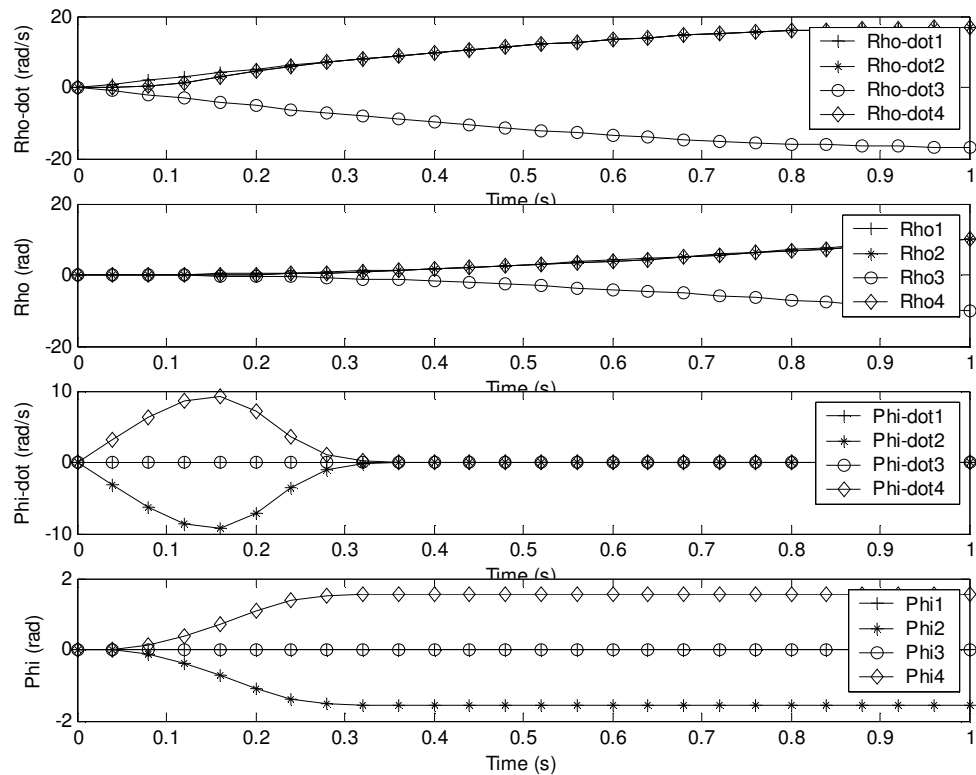 20
0
-20
Rho-dot (rad/s)
Rho-dot1
Rho-dot2
Rho-dot3
Rho-dot4
0 0.1 0.2 0.3 0.4 0.5 0.6 0.7 0.8 0.9 1
Time (s)
20
0
-20
Rho (rad)
Rho1
Rho2
Rho3
Rho4
0 0.1 0.2 0.3 0.4 0.5 0.6 0.7 0.8 0.9 1
Time (s)
10
0
-10
Phi-dot (rad/s)
Phi-dot1
Phi-dot2
Phi-dot3
Phi-dot4
0 0.1 0.2 0.3 0.4 0.5 0.6 0.7 0.8 0.9 1
Time (s)
2
0
-2
Phi (rad)
Phi1
Phi2
Phi3
Phi4
0 0.1 0.2 0.3 0.4 0.5 0.6 0.7 0.8 0.9 1
Time (s)